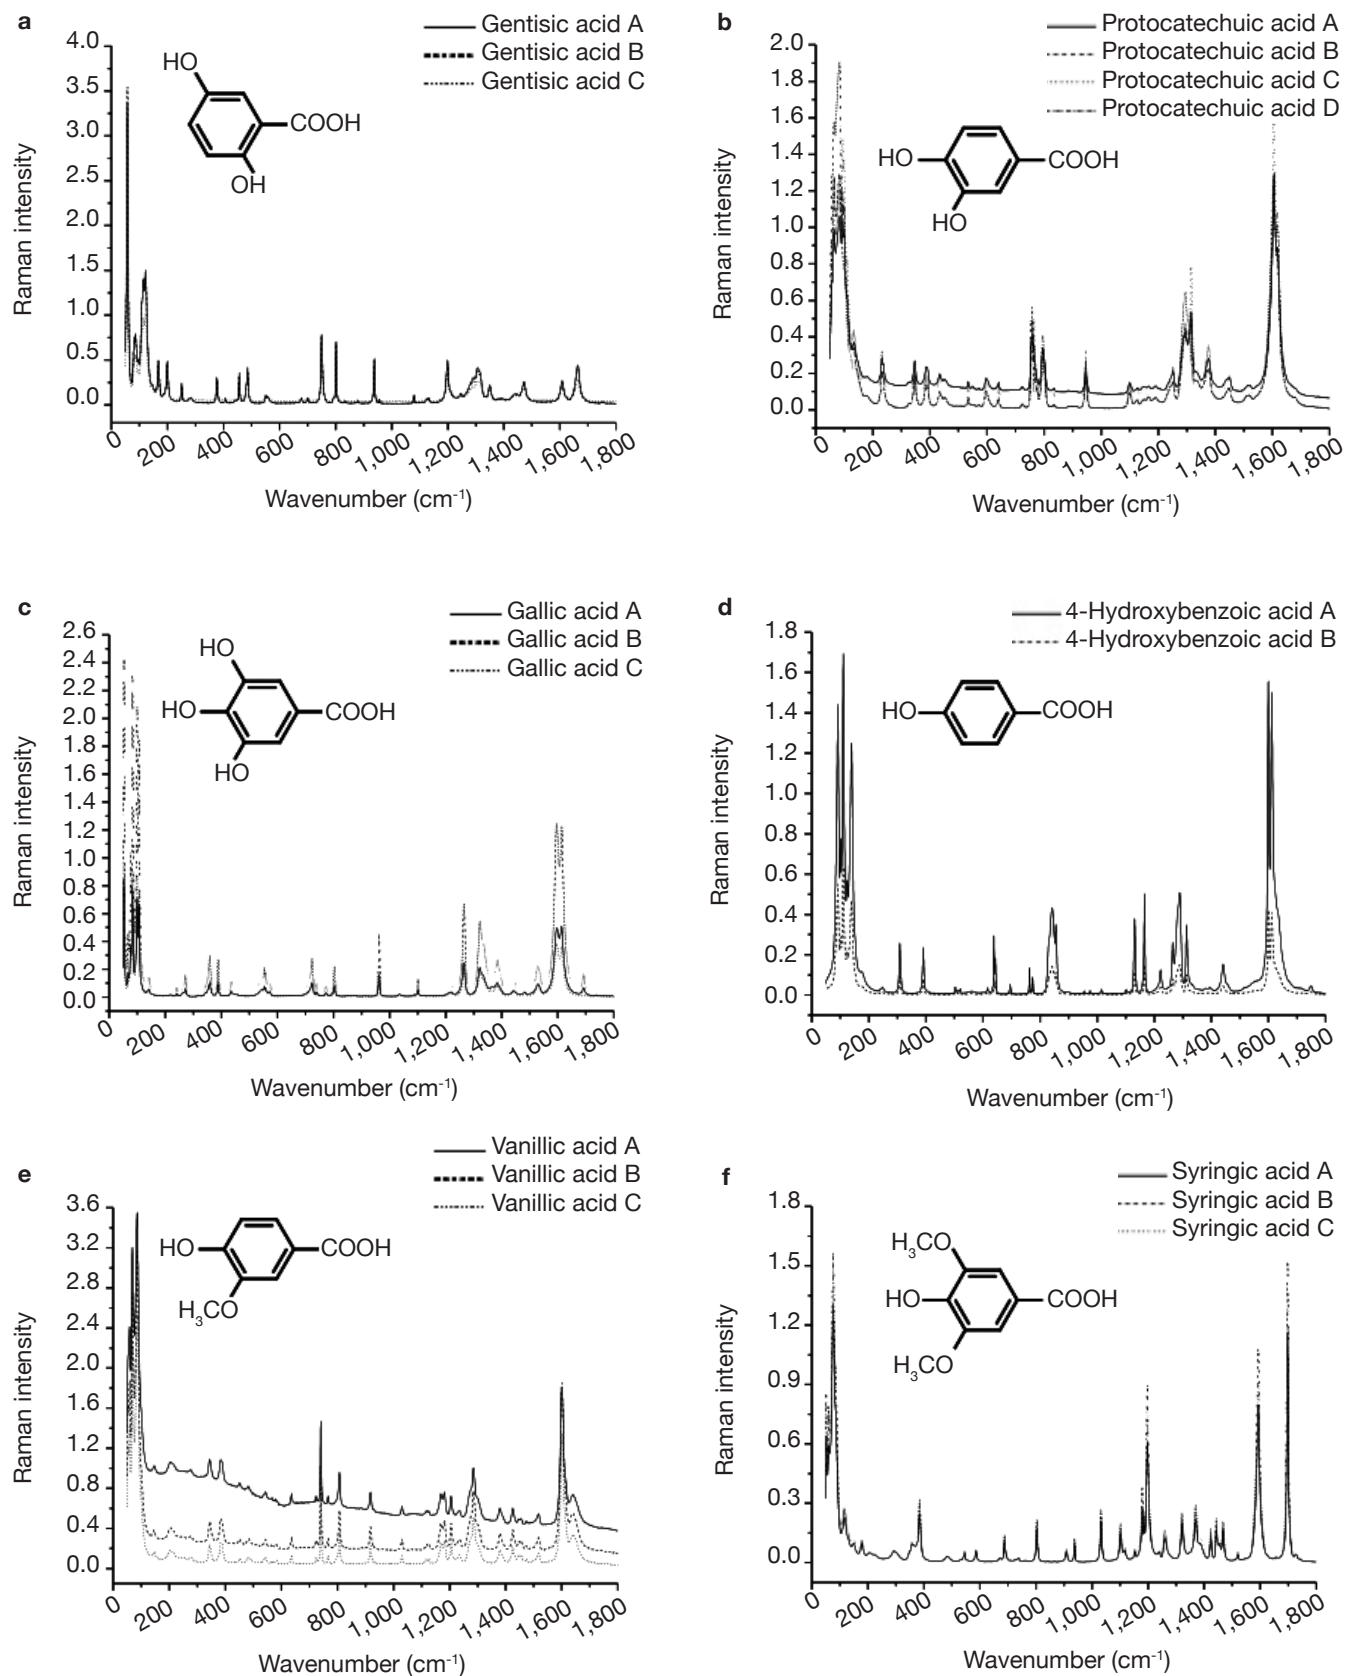 a
Gentisic acid A
Gentisic acid B
Gentisic acid C
4.0
3.5
3.0
2.5
2.0
1.5
1.0
0.5
0.0
Raman intensity
HO
COOH
OH
0 200 400 600 800 1,000 1,200 1,400 1,600 1,800
Wavenumber (cm⁻¹)
b
Protocatechuic acid A
Protocatechuic acid B
Protocatechuic acid C
Protocatechuic acid D
2.0
1.8
1.6
1.4
1.2
1.0
0.8
0.6
0.4
0.2
0.0
Raman intensity
HO
COOH
HO
0 200 400 600 800 1,000 1,200 1,400 1,600 1,800
Wavenumber (cm⁻¹)
c
Gallic acid A
Gallic acid B
Gallic acid C
2.6
2.4
2.2
2.0
1.8
1.6
1.4
1.2
1.0
0.8
0.6
0.4
0.2
0.0
Raman intensity
HO
HO
COOH
HO
0 200 400 600 800 1,000 1,200 1,400 1,600 1,800
Wavenumber (cm⁻¹)
d
4-Hydroxybenzoic acid A
4-Hydroxybenzoic acid B
1.8
1.6
1.4
1.2
1.0
0.8
0.6
0.4
0.2
0.0
Raman intensity
HO
COOH
0 200 400 600 800 1,000 1,200 1,400 1,600 1,800
Wavenumber (cm⁻¹)
e
Vanillic acid A
Vanillic acid B
Vanillic acid C
3.6
3.2
2.8
2.4
2.0
1.6
1.2
0.8
0.4
0.0
Raman intensity
HO
COOH
H₃CO
0 200 400 600 800 1,000 1,200 1,400 1,600 1,800
Wavenumber (cm⁻¹)
f
Syringic acid A
Syringic acid B
Syringic acid C
1.8
1.5
1.2
0.9
0.6
0.3
0.0
Raman intensity
H₃CO
HO
COOH
H₃CO
0 200 400 600 800 1,000 1,200 1,400 1,600 1,800
Wavenumber (cm⁻¹)